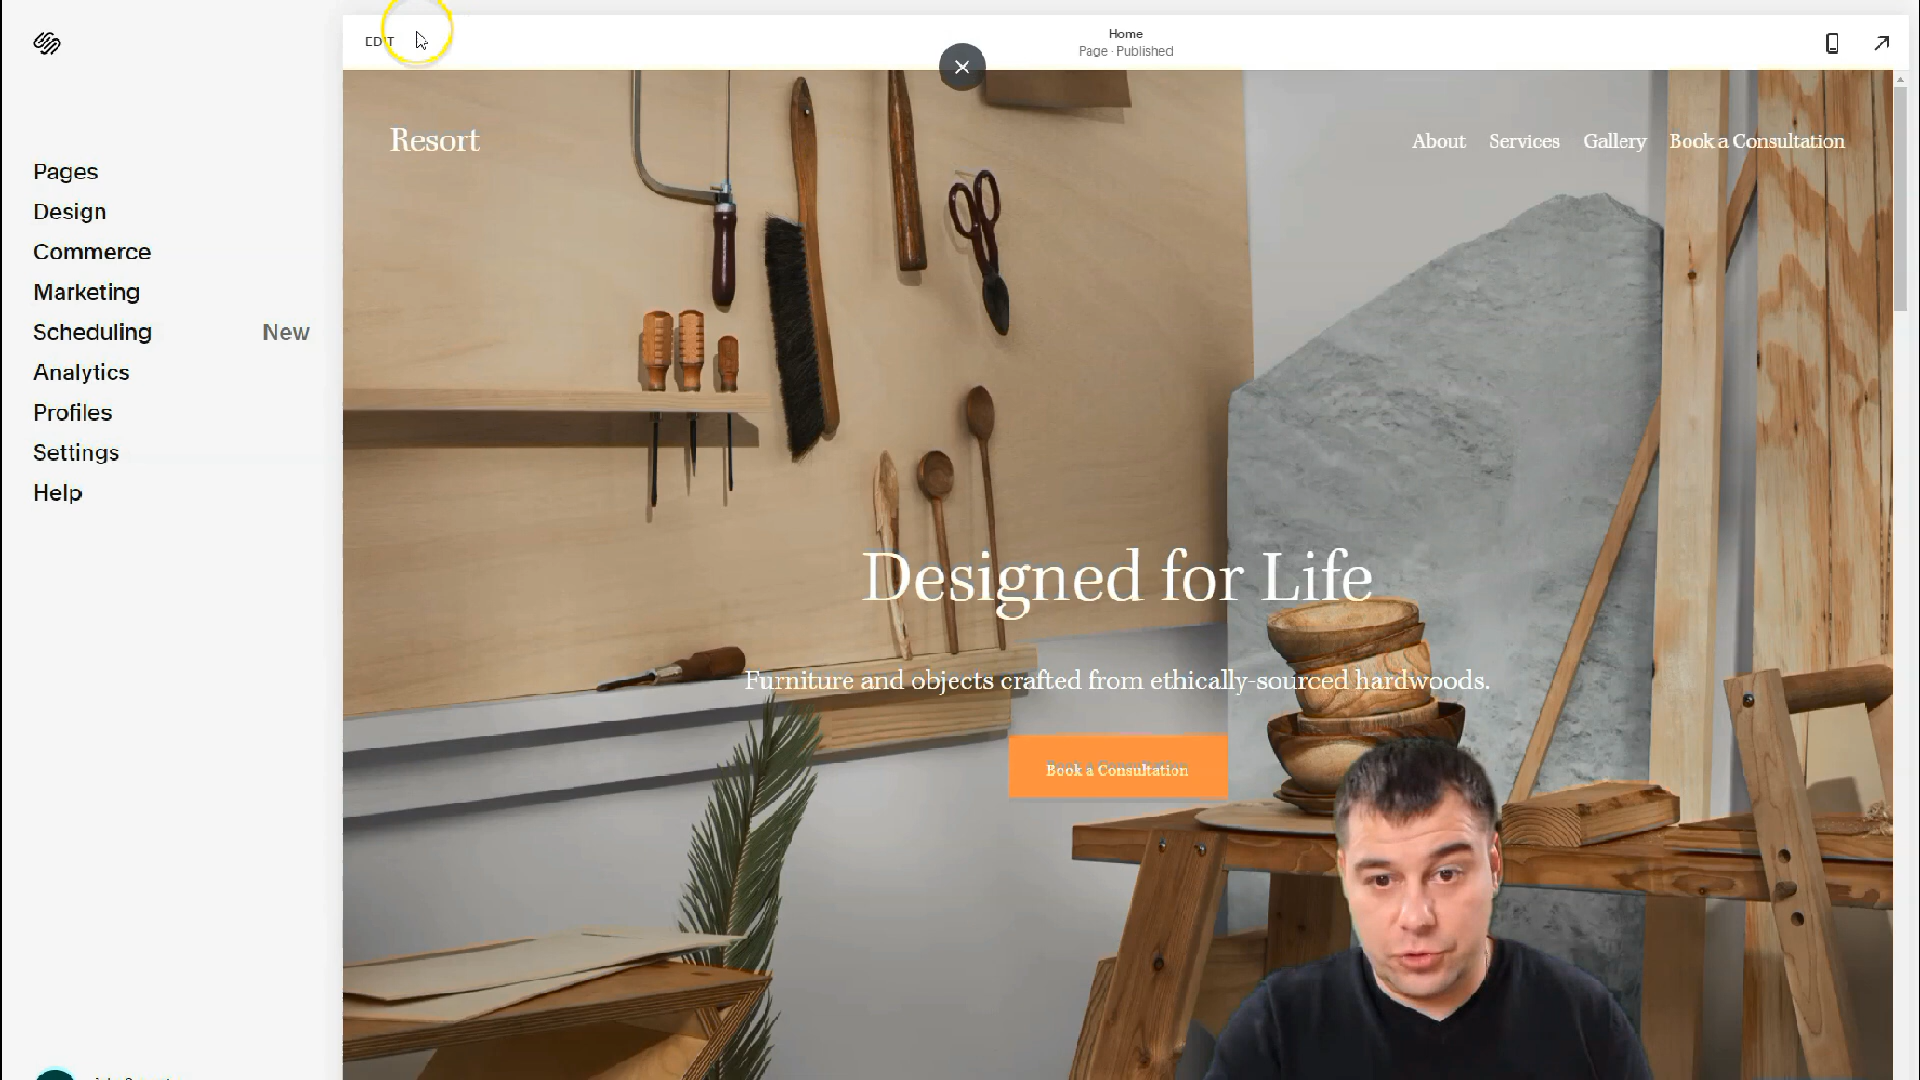 EDIT
Home
Page · Published
Resort
About Services Gallery Book a Consultation
Pages
Design
Commerce
Marketing
Scheduling New
Analytics
Profiles
Settings
Help
Designed for Life
Furniture and objects crafted from ethically-sourced hardwoods.
Book a Consultation